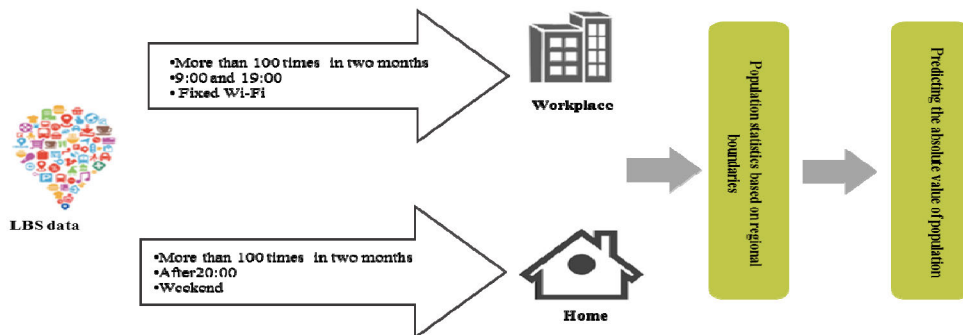 •More than 100 times in two months
•9:00 and 19:00
• Fixed Wi-Fi
Workplace
LBS data
•More than 100 times in two months
•After20:00
•Weekend
Home
Population statistics based on regional
boundaries
Predicting the absolute value of population